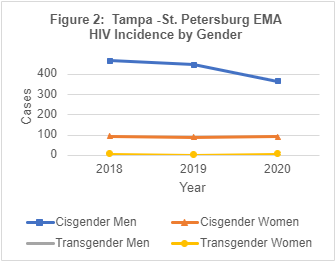 Figure 2: Tampa -St. Petersburg EMA
HIV Incidence by Gender
400
300
200
100
0
Cases
2018 2019 2020
Year
Cisgender Men Cisgender Women
Transgender Men Transgender Women